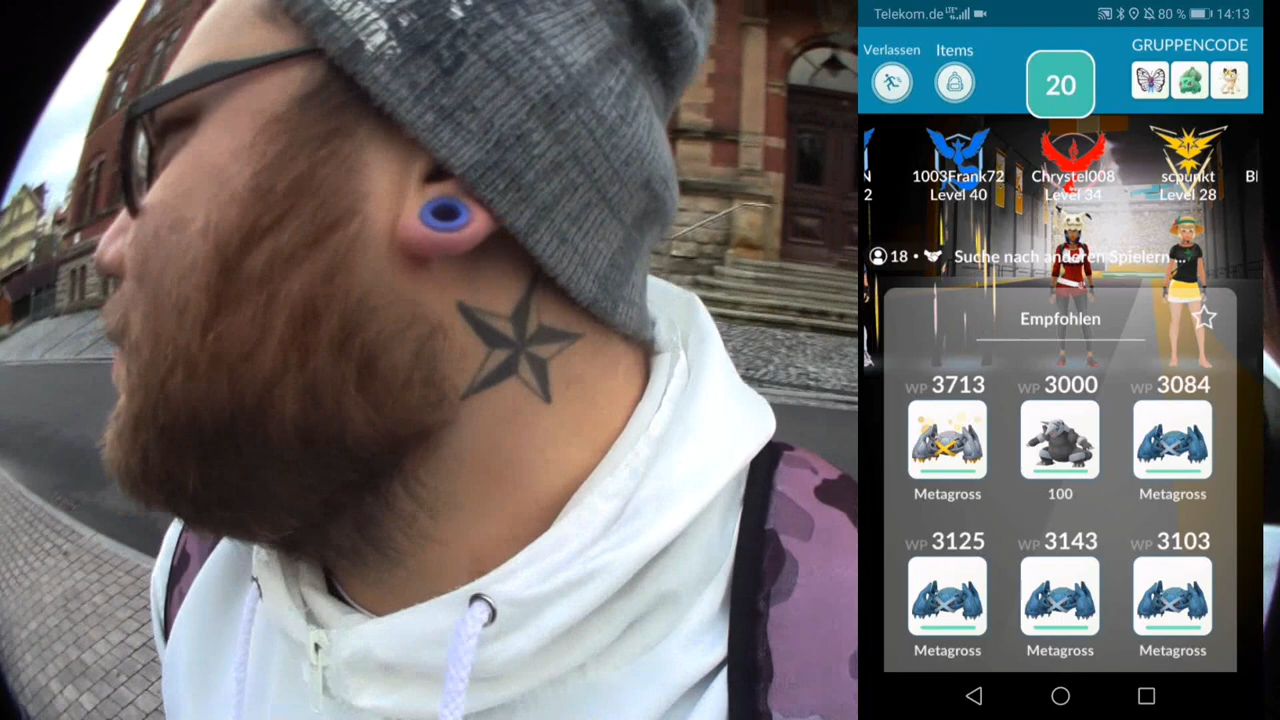 Telekom.de LTE 80 % 14:13
Verlassen Items GRUPPENCODE
20
1003Frank72 Chrystel008 scpunkt
2 Level 40 Level 34 Level 28
18 • Suche nach anderen Spielern ...
Empfohlen
WP 3713 WP 3000 WP 3084
Metagross 100 Metagross
WP 3125 WP 3143 WP 3103
Metagross Metagross Metagross